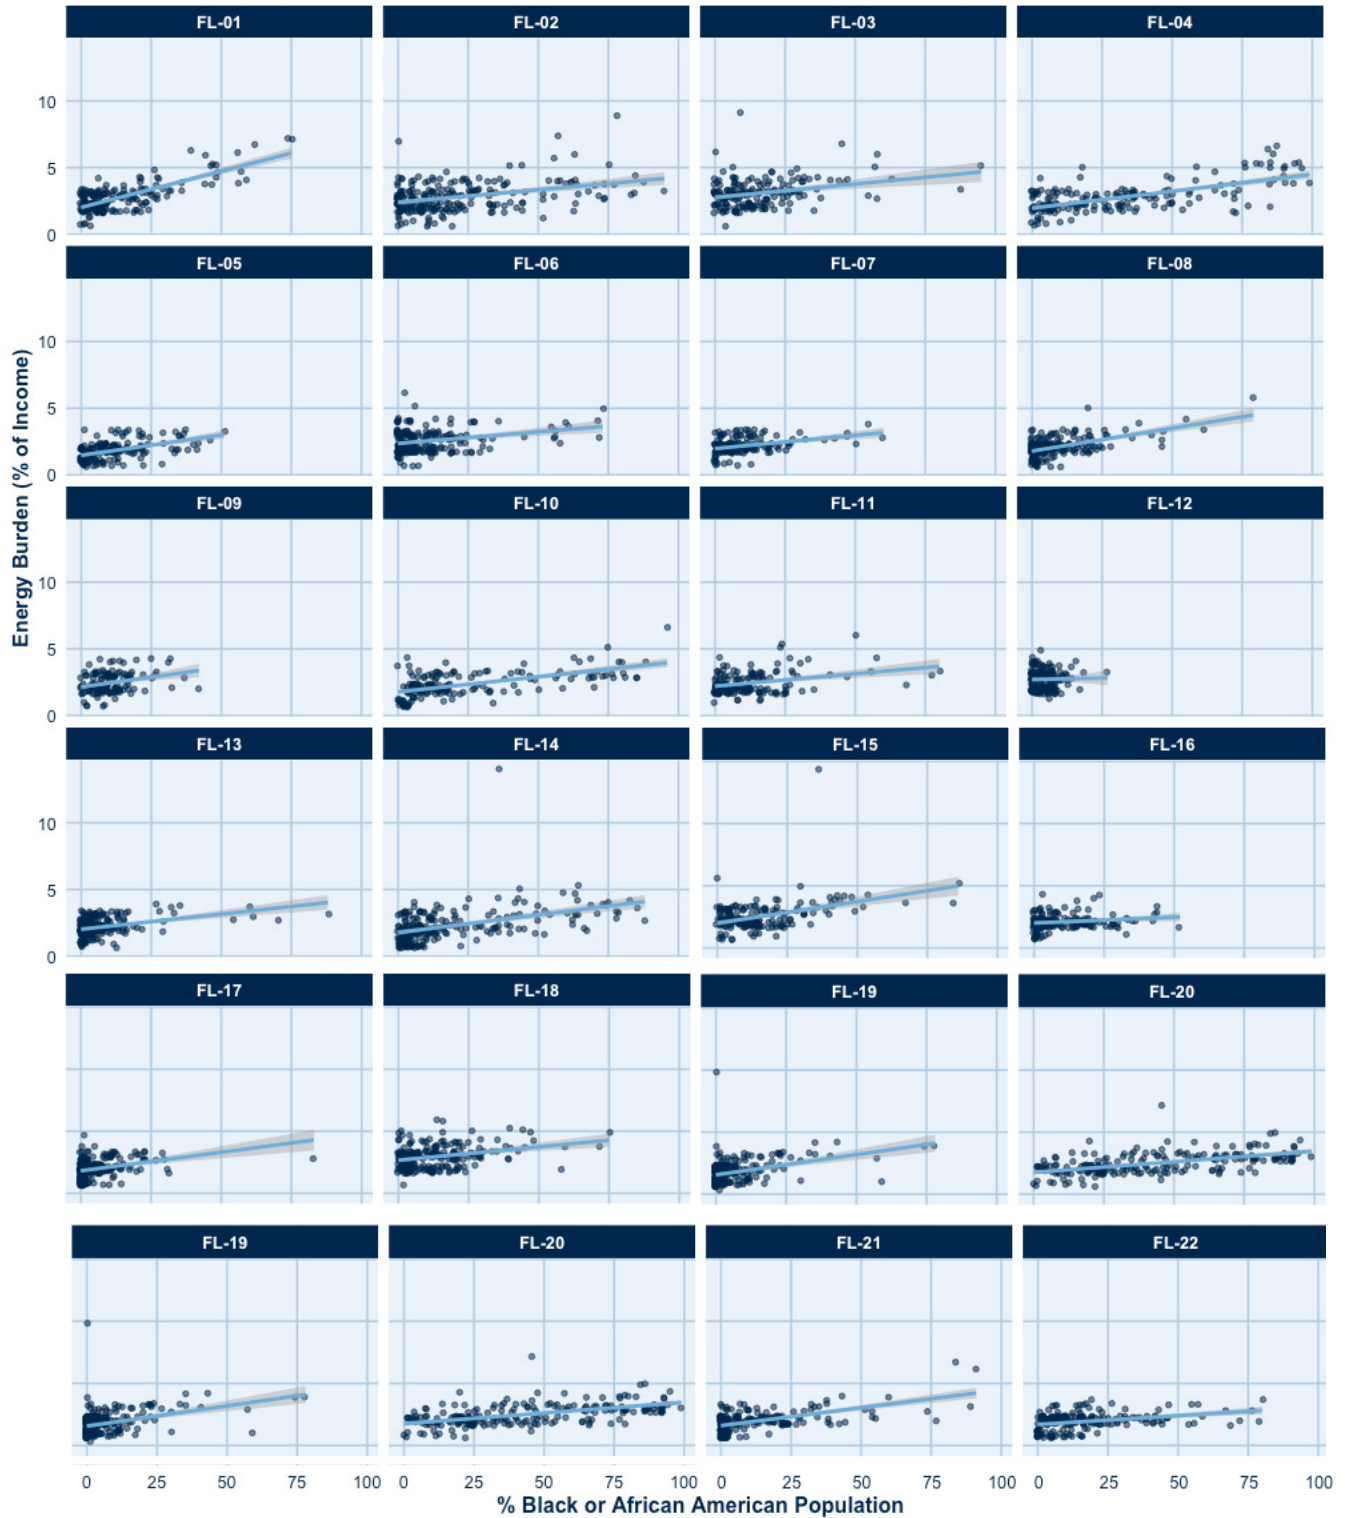 FL-01 FL-02 FL-03 FL-04
10
5
0
FL-05 FL-06 FL-07 FL-08
10
5
0
Energy Burden (% of Income)
FL-09 FL-10 FL-11 FL-12
10
5
0
FL-13 FL-14 FL-15 FL-16
10
5
0
FL-17 FL-18 FL-19 FL-20
FL-19 FL-20 FL-21 FL-22
0 25 50 75 100 0 25 50 75 100 0 25 50 75 100 0 25 50 75 100
% Black or African American Population